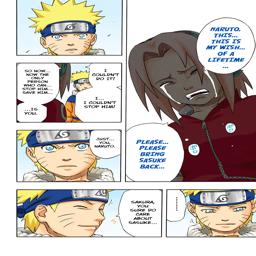 NARUTO.
THIS...
THIS IS
MY WISH...
OF A
LIFETIME
...
I
COULDN'T
DO IT!
I...
I COULDN'T
STOP HIM!
SO NOW...
NOW THE
ONLY
PERSON
WHO CAN...
STOP HIM...
SAVE HIM...
...IS
YOU.
PLEASE...
PLEASE
BRING
SASUKE
BACK...
JUST...
YOU,
NARUTO.
SAKURA,
YOU
SURE DO
CARE
ABOUT
SASUKE...